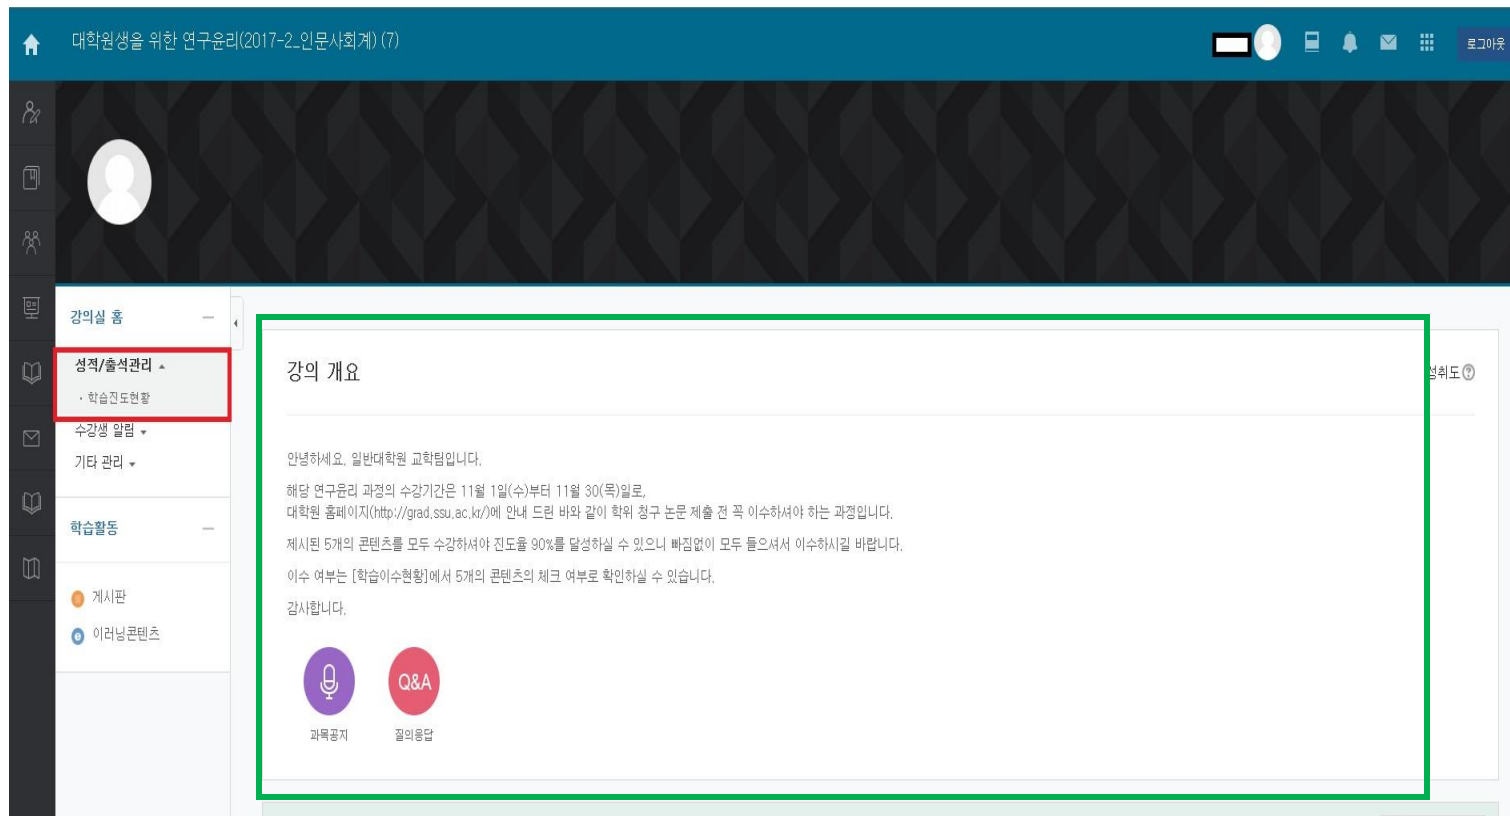 대학원생을 위한 연구윤리(2017-2_인문사회계) (7)
로그아웃
강의실 홈
성적/출석관리
· 학습진도현황
수강생 알림
기타 관리
학습활동
게시판
이러닝콘텐츠
강의 개요
성취도
안녕하세요. 일반대학원 교학팀입니다.
해당 연구윤리 과정의 수강기간은 11월 1일(수)부터 11월 30(목)일로,
대학원 홈페이지(http://grad.ssu.ac.kr/)에 안내 드린 바와 같이 학위 청구 논문 제출 전 꼭 이수하셔야 하는 과정입니다.
제시된 5개의 콘텐츠를 모두 수강하셔야 진도율 90%를 달성하실 수 있으니 빠짐없이 모두 들으셔서 이수하시길 바랍니다.
이수 여부는 [학습이수현황]에서 5개의 콘텐츠의 체크 여부로 확인하실 수 있습니다.
감사합니다.
Q&A
과목공지
질의응답